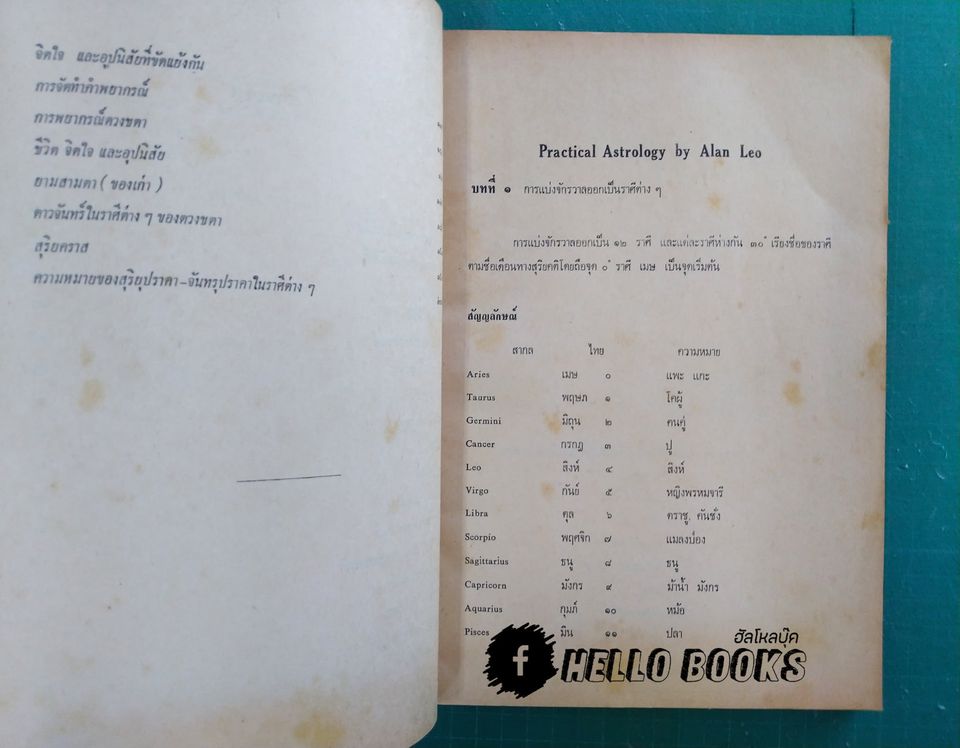 จิตใจ และอุปนิสัยที่ขัดแย้งกัน
การจัดทำคำพยากรณ์
การพยากรณ์ดวงชตา
ชีวิต จิตใจ และอุปนิสัย
ยามสามตา ( ของเก่า )
ดาวจันทร์ในราศีต่าง ๆ ของดวงชตา
สุริยคราส
ความหมายของสุริยุปราคา-จันทรุปราคาในราศีต่าง ๆ
Practical Astrology by Alan Leo
บทที่ ๑ การแบ่งจักรวาลออกเป็นราศีต่าง ๆ
การแบ่งจักรวาลออกเป็น ๑๒ ราศี และแต่ละราศีห่างกัน ๓๐° เรียงชื่อของราศี
ตามชื่อเดือนทางสุริยคติโดยถือจุด ๐° ราศี เมษ เป็นจุดเริ่มต้น
สัญญลักษณ์
สากล ไทย ความหมาย
Aries เมษ ๐ แพะ แกะ
Taurus พฤษภ ๑ โคผู้
Germini มิถุน ๒ คนคู่
Cancer กรกฎ ๓ ปู
Leo สิงห์ ๔ สิงห์
Virgo กันย์ ๕ หญิงพรหมจารี
Libra ตุล ๖ ตราชู, คันชั่ง
Scorpio พฤศจิก ๗ แมลงป่อง
Sagittarius ธนู ๘ ธนู
Capricorn มังกร ๙ ม้าน้ำ มังกร
Aquarius กุมภ์ ๑๐ หม้อ
Pisces มีน ๑๑ ปลา
ฮัลโหลบุ๊ค
f HELLO BOOKS